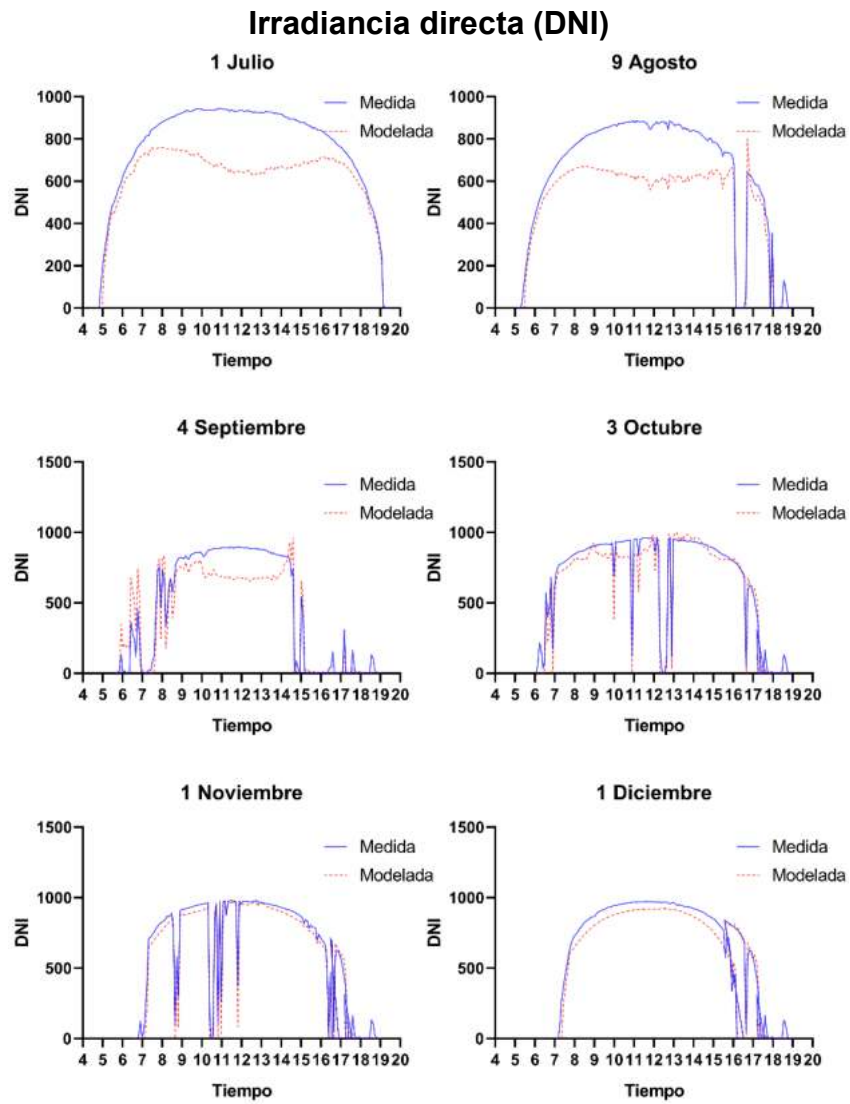 Irradiancia directa (DNI)
1 Julio
1000
800
600
400
200
0
DNI
Medida
Modelada
4 5 6 7 8 9 10 11 12 13 14 15 16 17 18 19 20
Tiempo
9 Agosto
1000
800
600
400
200
0
DNI
Medida
Modelada
4 5 6 7 8 9 10 11 12 13 14 15 16 17 18 19 20
Tiempo
4 Septiembre
1500
1000
500
0
DNI
Medida
Modelada
4 5 6 7 8 9 10 11 12 13 14 15 16 17 18 19 20
Tiempo
3 Octubre
1500
1000
500
0
DNI
Medida
Modelada
4 5 6 7 8 9 10 11 12 13 14 15 16 17 18 19 20
Tiempo
1 Noviembre
1500
1000
500
0
DNI
Medida
Modelada
4 5 6 7 8 9 10 11 12 13 14 15 16 17 18 19 20
Tiempo
1 Diciembre
1500
1000
500
0
DNI
Medida
Modelada
4 5 6 7 8 9 10 11 12 13 14 15 16 17 18 19 20
Tiempo